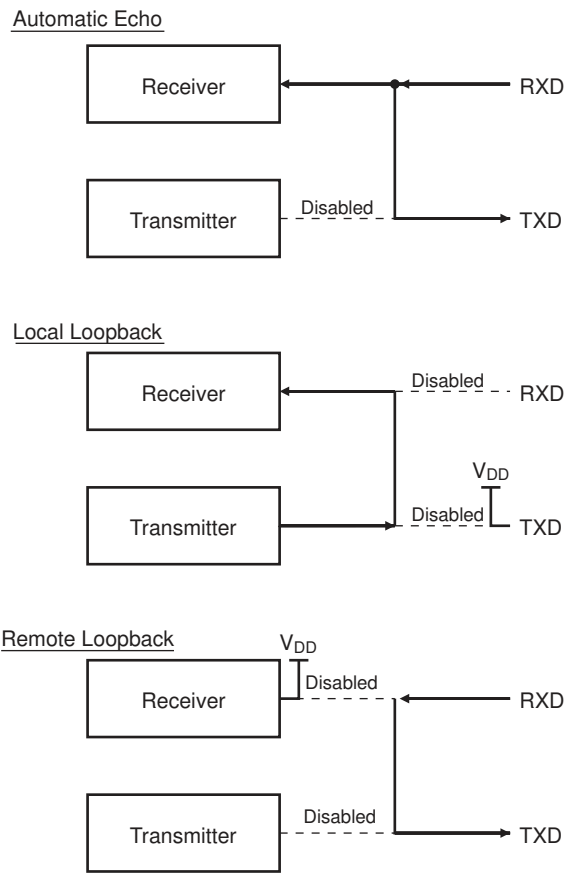 Automatic Echo
Receiver
RXD
Transmitter
Disabled
TXD
Local Loopback
Receiver
Disabled
RXD
VDD
Transmitter
Disabled
TXD
Remote Loopback
VDD
Receiver
Disabled
RXD
Transmitter
Disabled
TXD